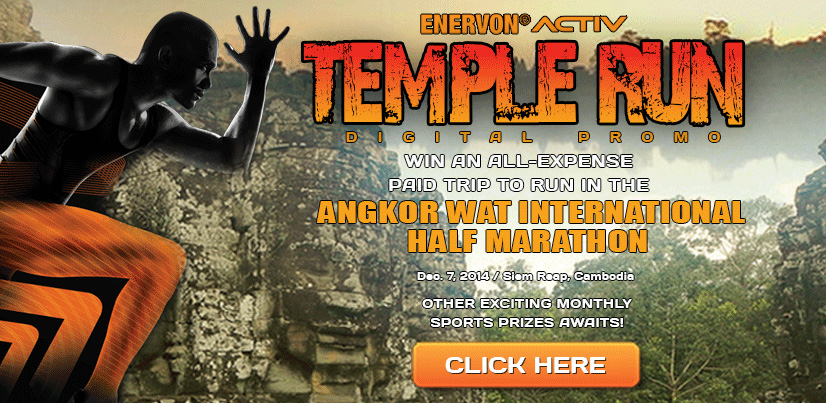 ENERVON® ACTIV
TEMPLE RUN
DIGITAL PROMO
WIN AN ALL-EXPENSE
PAID TRIP TO RUN IN THE
ANGKOR WAT INTERNATIONAL
HALF MARATHON
Dec. 7, 2014 / Siem Reap, Cambodia
OTHER EXCITING MONTHLY
SPORTS PRIZES AWAITS!
CLICK HERE